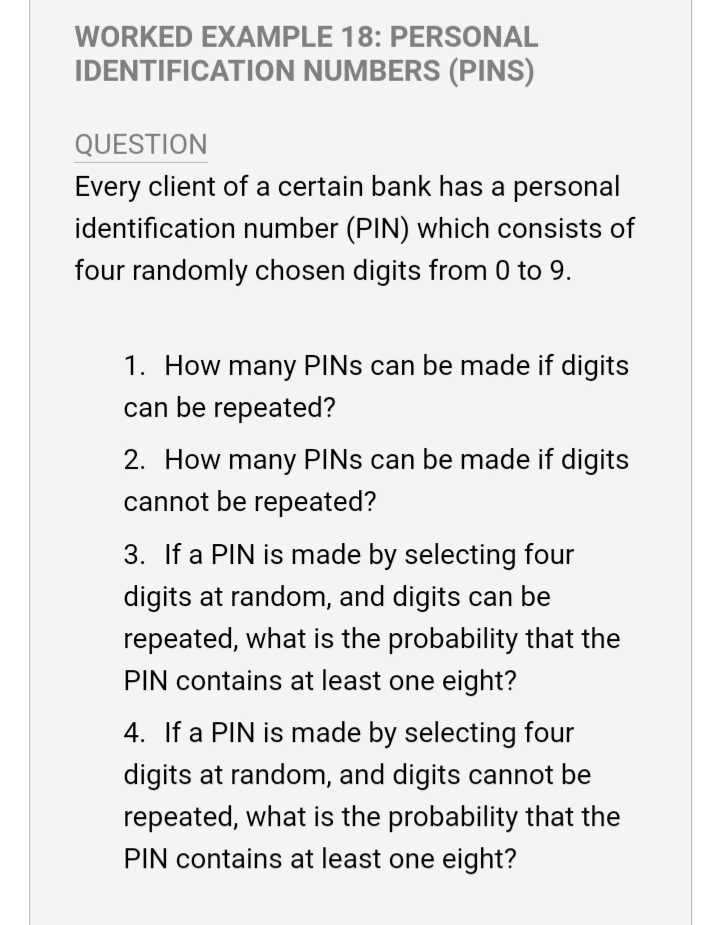 WORKED EXAMPLE 18: PERSONAL
IDENTIFICATION NUMBERS (PINS)
QUESTION
Every client of a certain bank has a personal
identification number (PIN) which consists of
four randomly chosen digits from 0 to 9.
1. How many PINs can be made if digits
can be repeated?
2. How many PINs can be made if digits
cannot be repeated?
3. If a PIN is made by selecting four
digits at random, and digits can be
repeated, what is the probability that the
PIN contains at least one eight?
4. If a PIN is made by selecting four
digits at random, and digits cannot be
repeated, what is the probability that the
PIN contains at least one eight?